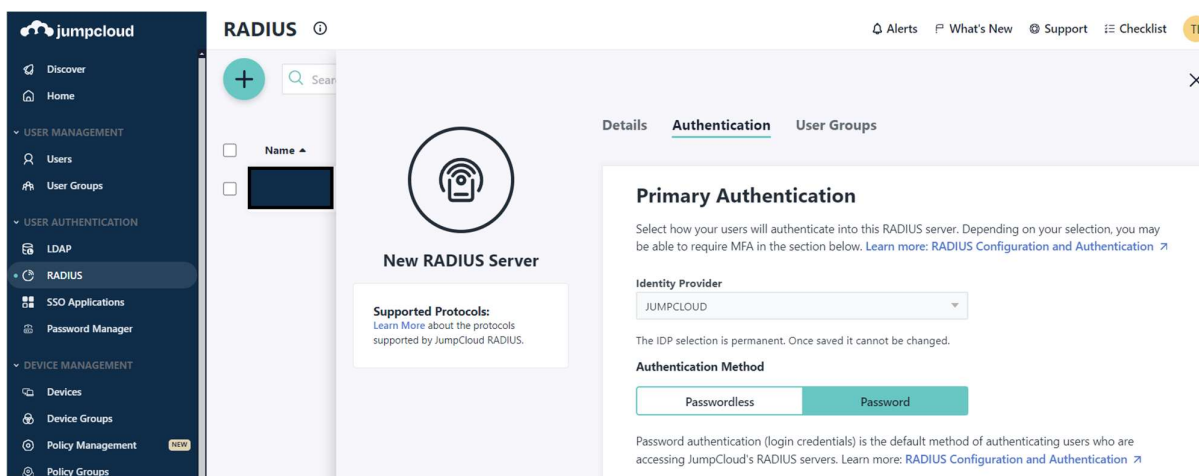 jumpcloud
Discover
Home
USER MANAGEMENT
Users
User Groups
USER AUTHENTICATION
LDAP
RADIUS
SSO Applications
Password Manager
DEVICE MANAGEMENT
Devices
Device Groups
Policy Management NEW
Policy Groups
RADIUS
Alerts What's New Support Checklist
Name
New RADIUS Server
Supported Protocols:
Learn More about the protocols
supported by JumpCloud RADIUS.
Details Authentication User Groups
Primary Authentication
Select how your users will authenticate into this RADIUS server. Depending on your selection, you may
be able to require MFA in the section below. Learn more: RADIUS Configuration and Authentication
Identity Provider
JUMPCLOUD
The IDP selection is permanent. Once saved it cannot be changed.
Authentication Method
Passwordless Password
Password authentication (login credentials) is the default method of authenticating users who are
accessing JumpCloud's RADIUS servers. Learn more: RADIUS Configuration and Authentication